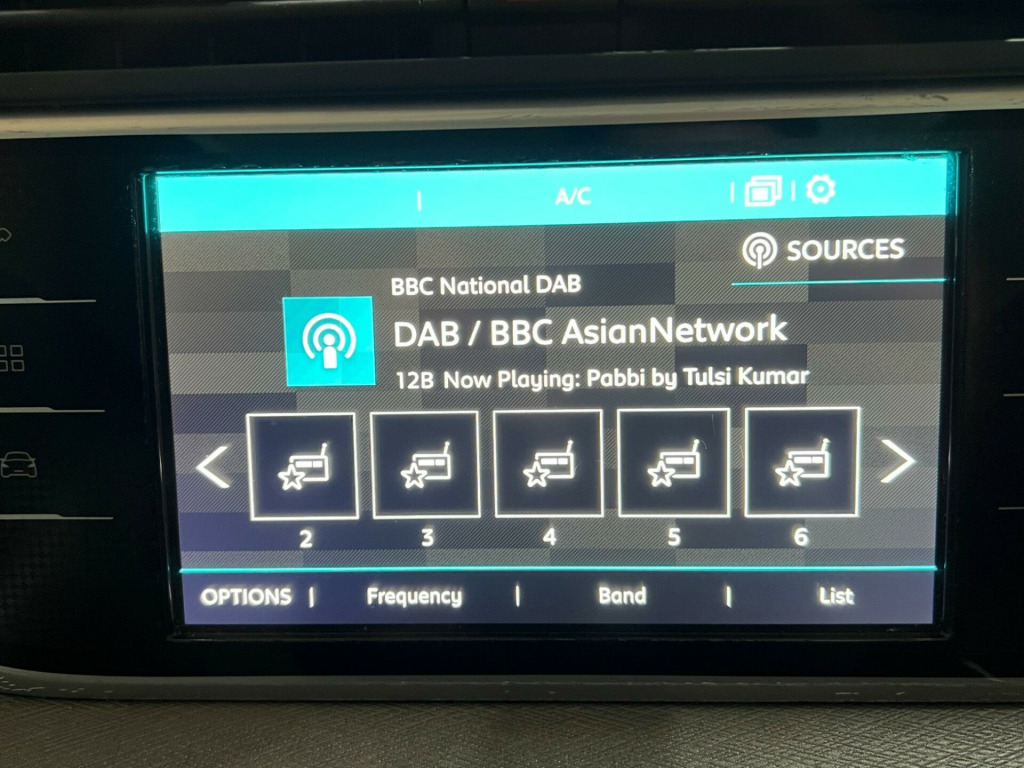 A/C
SOURCES
BBC National DAB
DAB / BBC AsianNetwork
12B Now Playing: Pabbi by Tulsi Kumar
2 3 4 5 6
OPTIONS | Frequency | Band | List